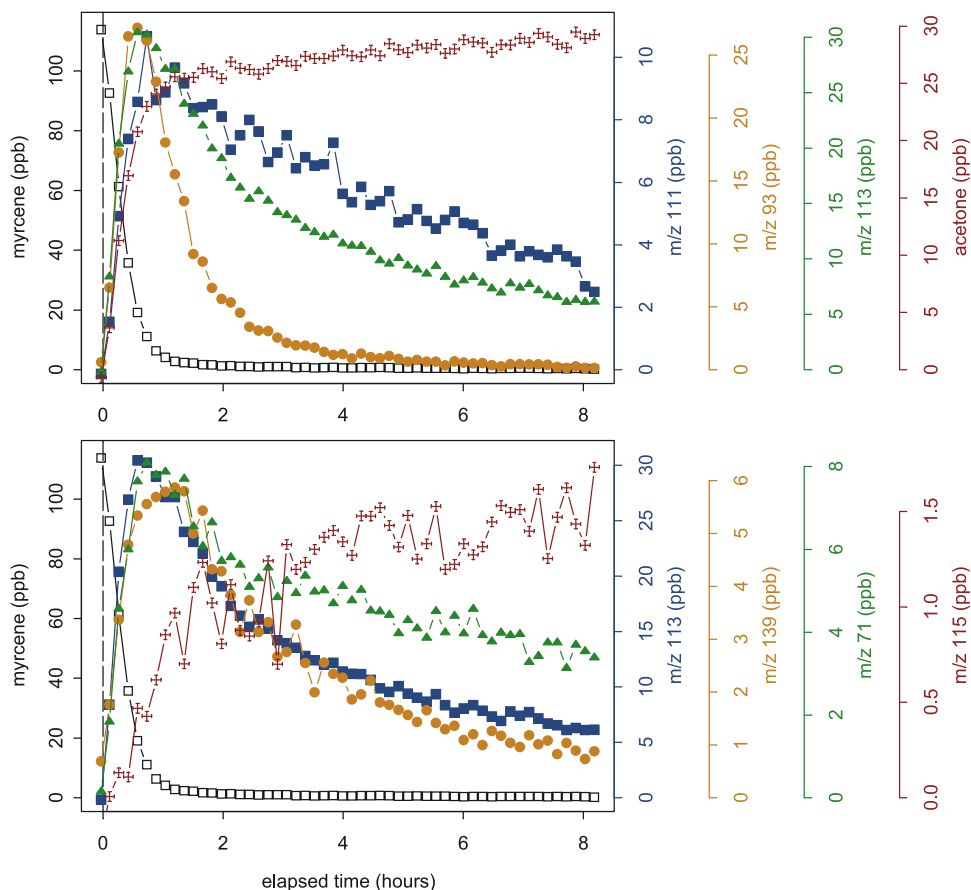 myrcene (ppb)
0 20 40 60 80 100
0 2 4 6 8
m/z 111 (ppb)
0 2 4 6 8 10
m/z 93 (ppb)
0 5 10 15 20 25
m/z 113 (ppb)
0 5 10 15 20 25 30
acetone (ppb)
0 5 10 15 20 25 30
myrcene (ppb)
0 20 40 60 80 100
0 2 4 6 8
elapsed time (hours)
m/z 113 (ppb)
0 5 10 15 20 25 30
m/z 139 (ppb)
0 1 2 3 4 5 6
m/z 71 (ppb)
0 2 4 6 8
m/z 115 (ppb)
0.0 0.5 1.0 1.5